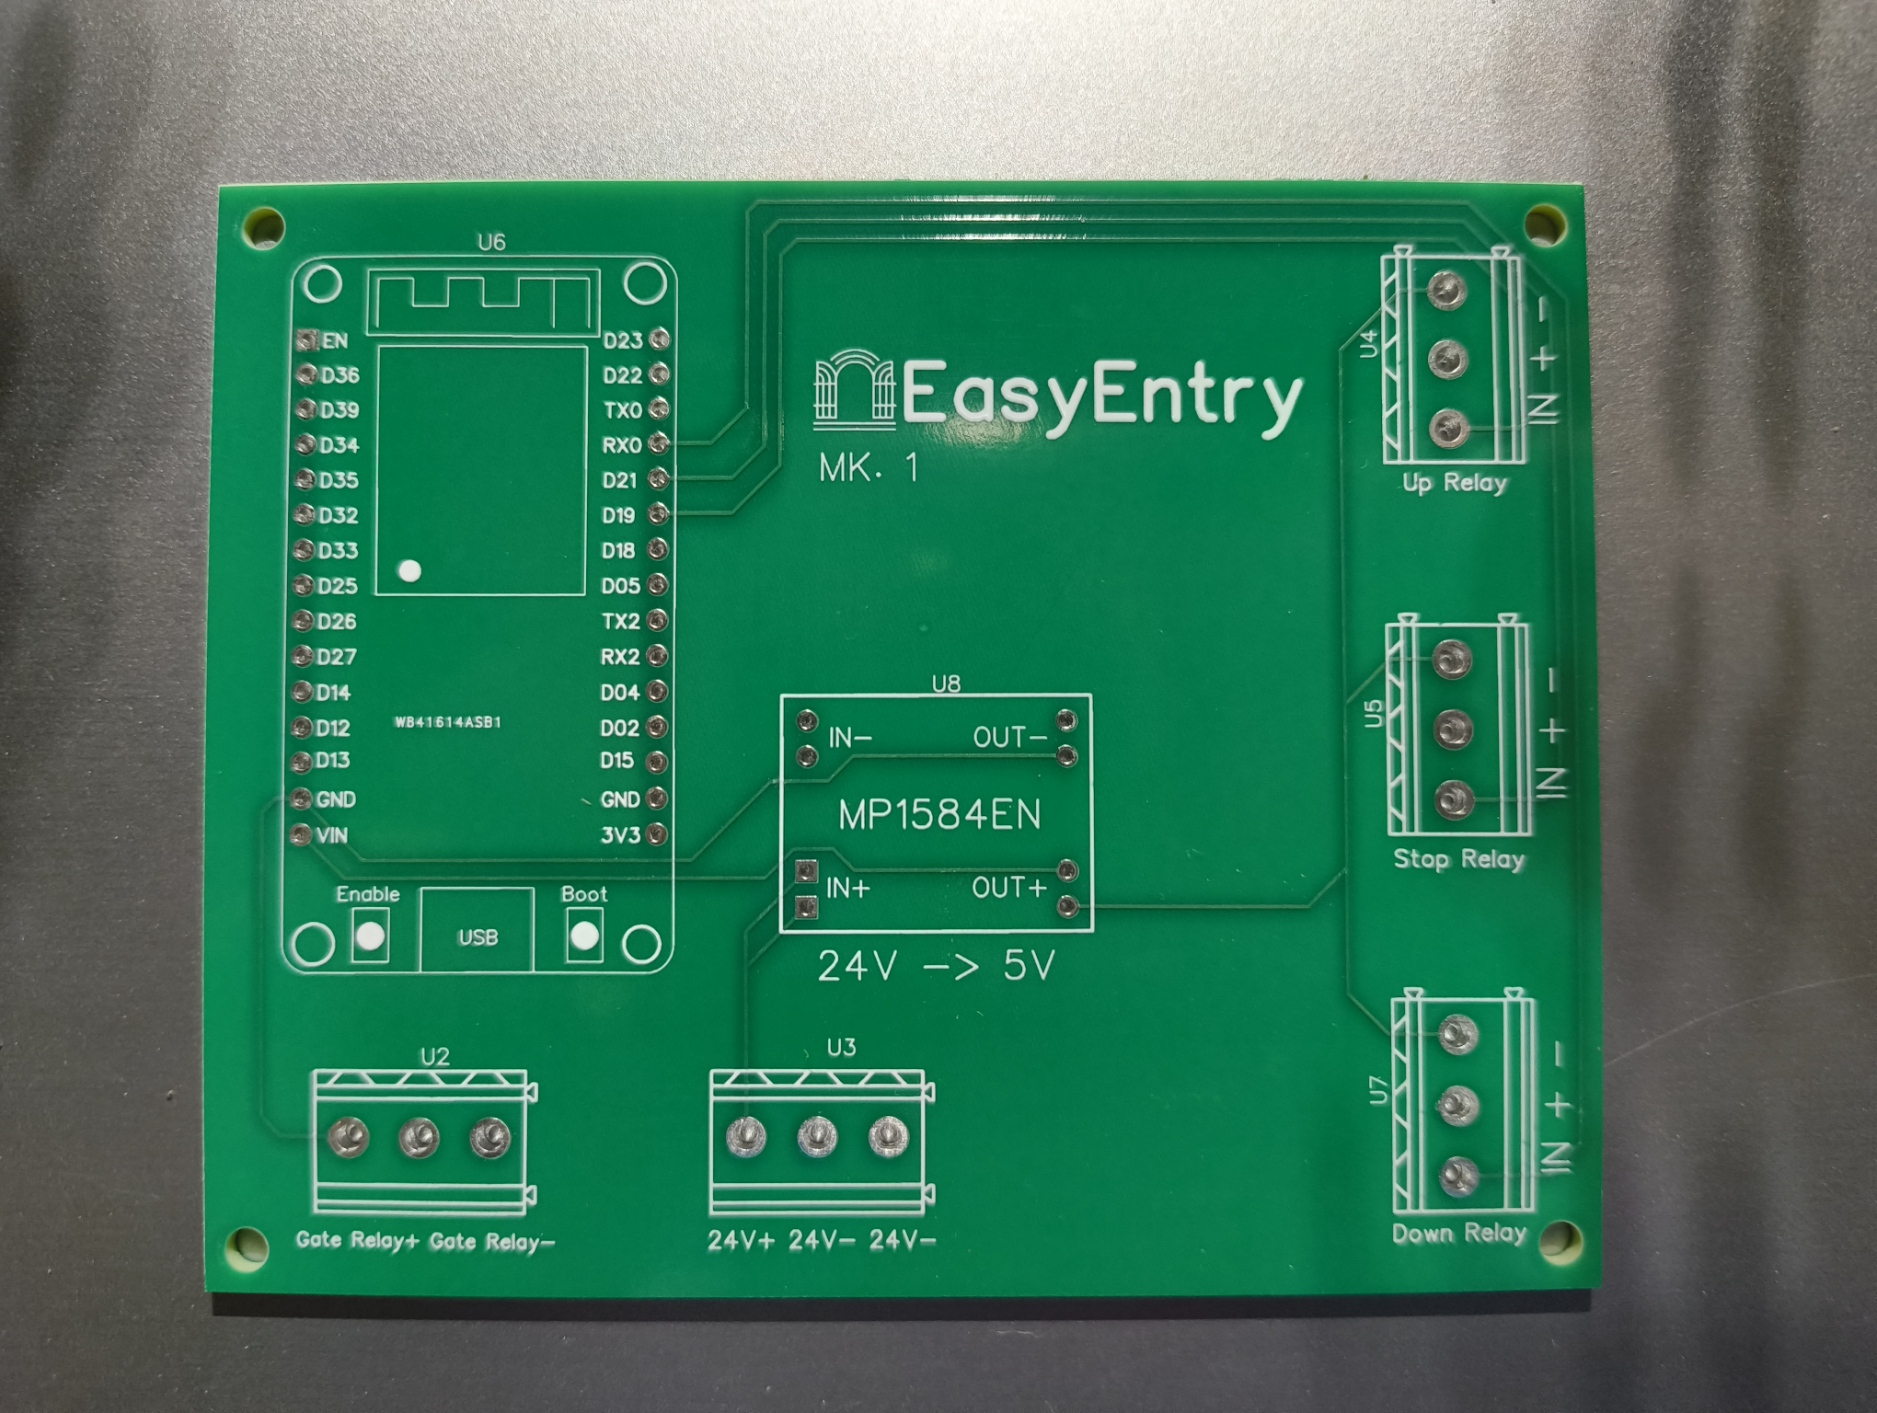 U6
EN
D36
D39
D34
D35
D32
D33
D25
D26
D27
D14
D12
D13
GND
VIN
D23
D22
TX0
RX0
D21
D19
D18
D05
TX2
RX2
D04
D02
D15
GND
3V3
WB41614ASB1
Enable
Boot
USB
EasyEntry
MK. 1
U8
IN- OUT-
MP1584EN
IN+ OUT+
24V -> 5V
U4
-
+
IN
Up Relay
U5
-
+
IN
Stop Relay
U7
-
+
IN
Down Relay
U2
Gate Relay+ Gate Relay-
U3
24V+ 24V- 24V-